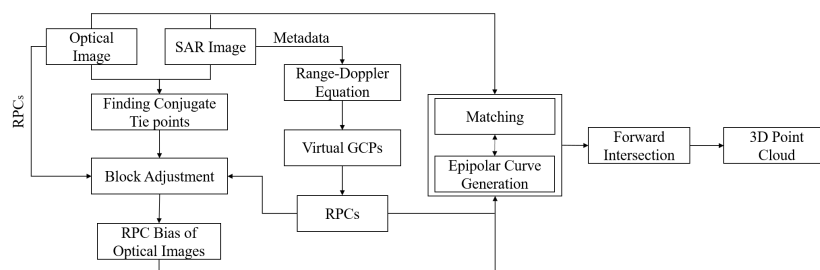 Optical
Image
SAR Image
Metadata
RPCs
Range-Doppler
Equation
Finding Conjugate
Tie points
Matching
Virtual GCPs
Forward
Intersection
3D Point
Cloud
Block Adjustment
Epipolar Curve
Generation
RPCs
RPC Bias of
Optical Images